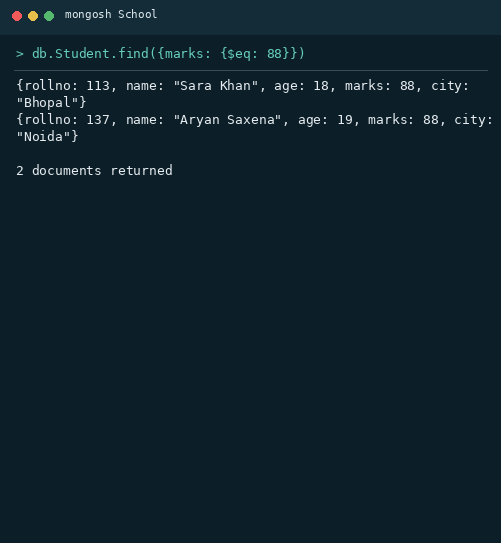 mongosh School
> db.Student.find({marks: {$eq: 88}})
{rollno: 113, name: "Sara Khan", age: 18, marks: 88, city:
"Bhopal"}
{rollno: 137, name: "Aryan Saxena", age: 19, marks: 88, city:
"Noida"}
2 documents returned